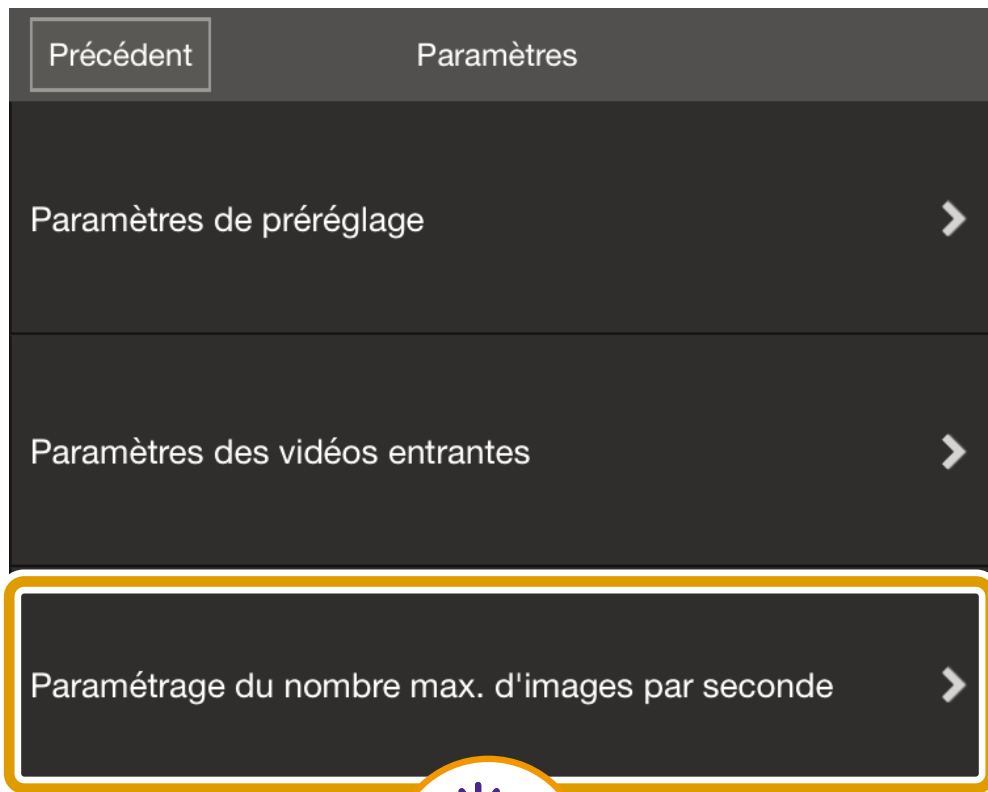 Précédent
Paramètres
Paramètres de préréglage
Paramètres des vidéos entrantes
Paramétrage du nombre max. d'images par seconde